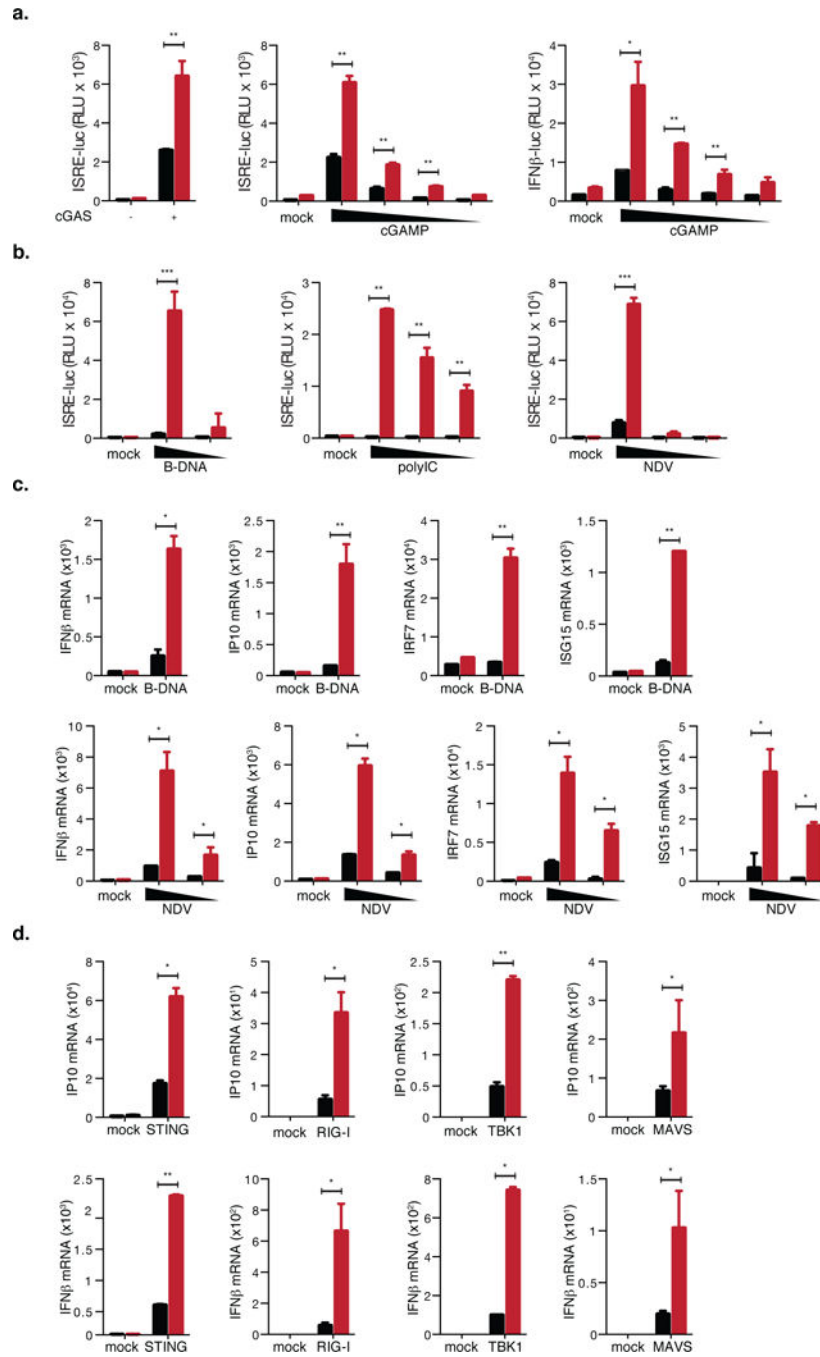 a.
ISRE-luc (RLU x 10³)
8
6
4
2
0
**
cGAS
-
+
ISRE-luc (RLU x 10³)
8
6
4
2
0
**
**
**
mock
cGAMP
IFNβ-luc (RLU x 10⁴)
4
3
2
1
0
*
**
**
mock
cGAMP
b.
ISRE-luc (RLU x 10⁴)
8
6
4
2
0
***
mock
B-DNA
ISRE-luc (RLU x 10⁴)
3
2
1
0
**
**
**
mock
polyIC
ISRE-luc (RLU x 10⁴)
8
6
4
2
0
***
mock
NDV
c.
IFNβ mRNA (x10³)
2
1.5
1
0.5
0
*
mock B-DNA
IP10 mRNA (x10³)
2.5
2
1.5
1
0.5
0
**
mock B-DNA
IRF7 mRNA (x10⁴)
4
3
2
1
0
**
mock B-DNA
ISG15 mRNA (x10³)
1.5
1
0.5
0
**
mock B-DNA
IFNβ mRNA (x10³)
10
8
6
4
2
0
*
*
mock
NDV
IP10 mRNA (x10³)
8
6
4
2
0
*
*
mock
NDV
IRF7 mRNA (x10⁴)
2
1.5
1
0.5
0
*
*
mock
NDV
ISG15 mRNA (x10³)
5
4
3
2
1
0
*
*
mock
NDV
d.
IP10 mRNA (x10⁴)
8
6
4
2
0
*
mock STING
IP10 mRNA (x10¹)
5
4
3
2
1
0
*
mock RIG-I
IP10 mRNA (x10²)
2.5
2
1.5
1
0.5
0
**
mock TBK1
IP10 mRNA (x10²)
4
3
2
1
0
*
mock MAVS
IFNβ mRNA (x10³)
2.5
2
1.5
1
0.5
0
**
mock STING
IFNβ mRNA (x10²)
10
8
6
4
2
0
*
mock RIG-I
IFNβ mRNA (x10²)
8
6
4
2
0
*
mock TBK1
IFNβ mRNA (x10¹)
1.5
1
0.5
0
*
mock MAVS